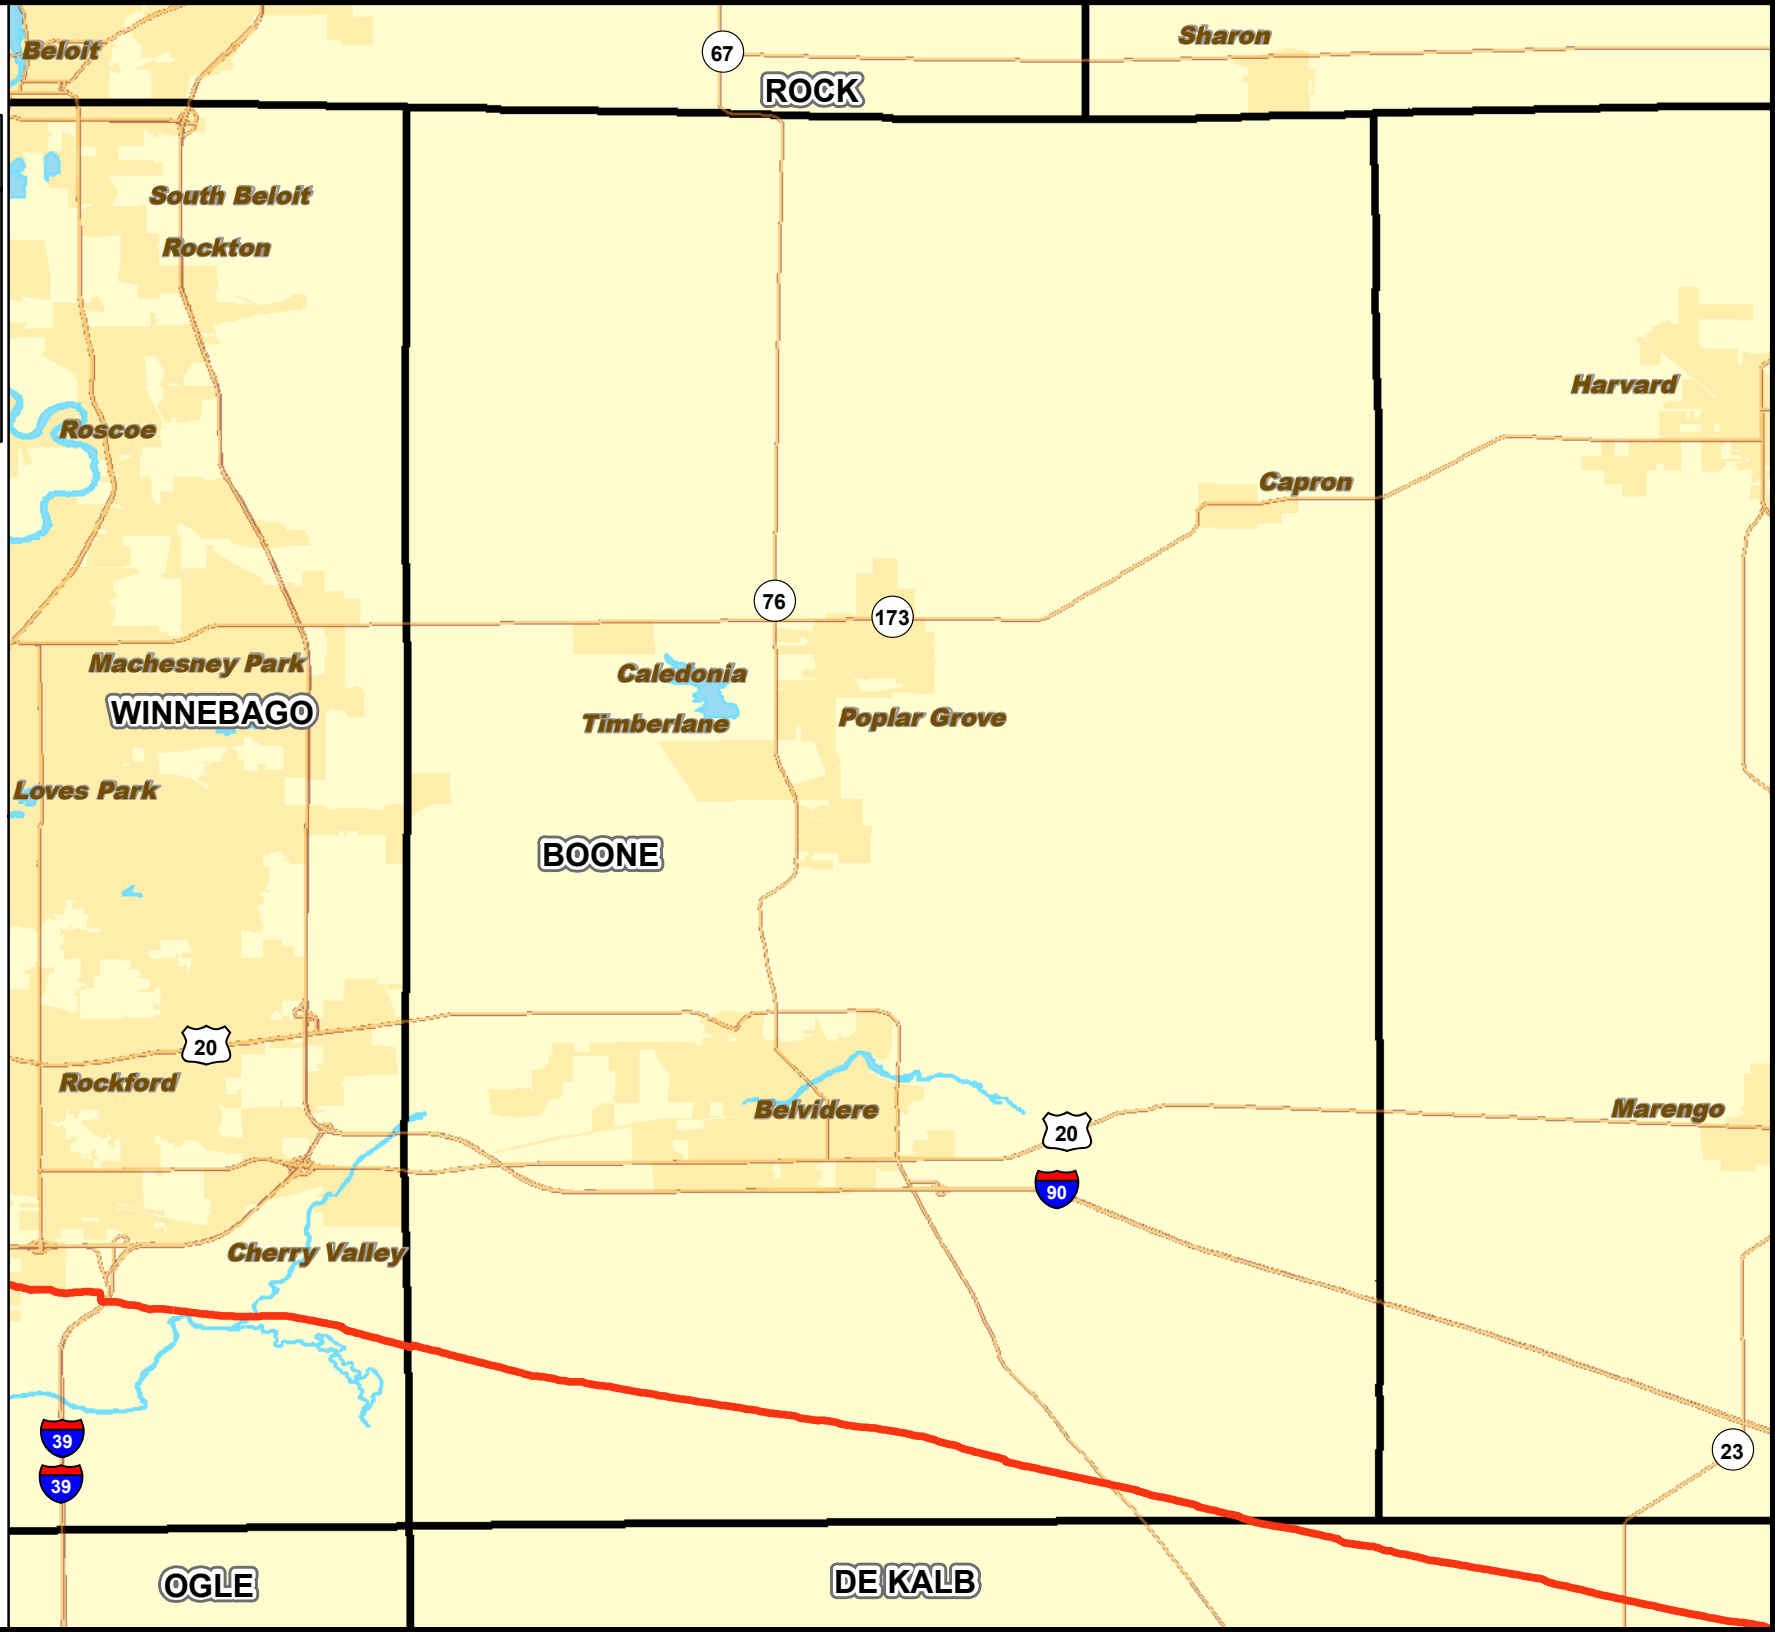 Sharon
Beloit
67
ROCK
South Beloit
Rockton
Harvard
Roscoe
Capron
76
173
Machesney Park
Caledonia
WINNEBAGO
Timberlane
Poplar Grove
Loves Park
BOONE
20
Rockford
Belvidere
Marengo
20
90
Cherry Valley
39
23
39
OGLE
DE KALB